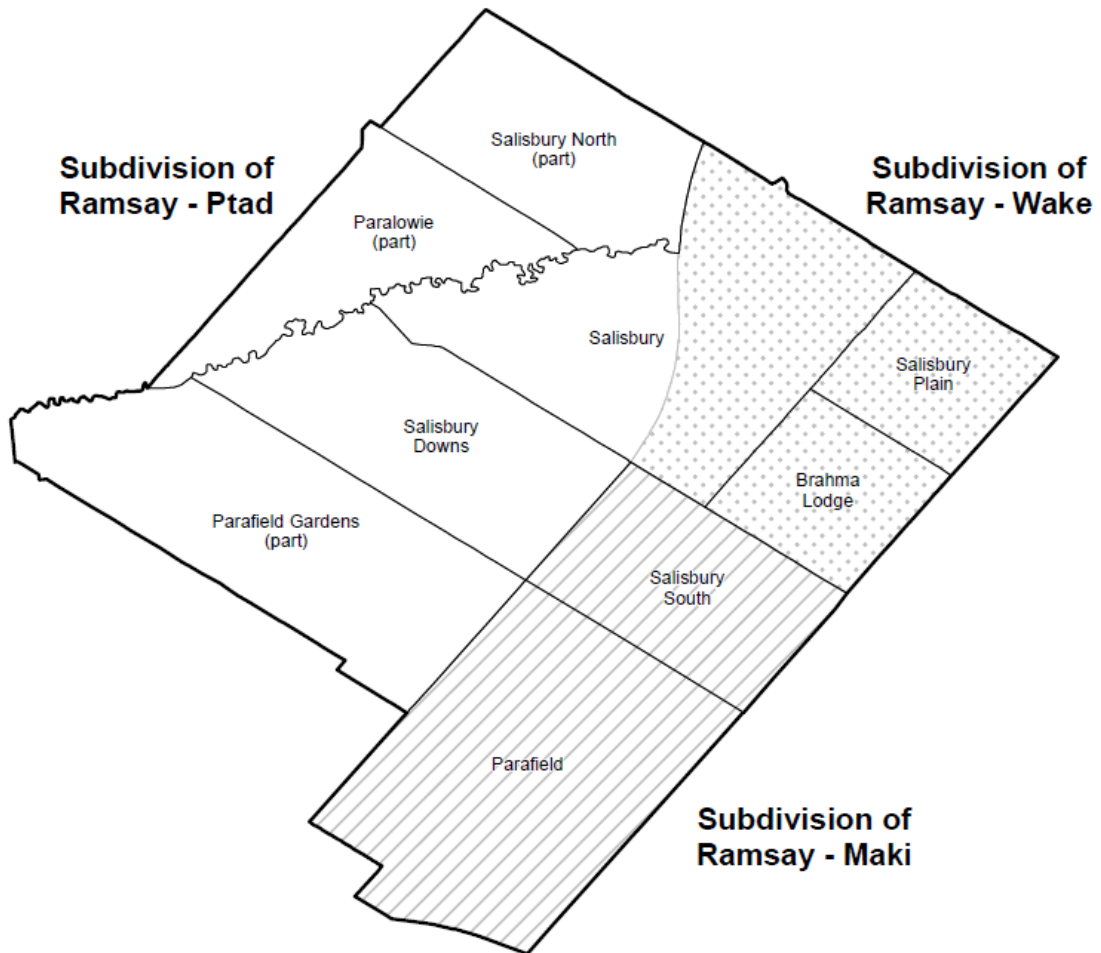 Salisbury North
(part)
Subdivision of
Ramsay - Ptad
Subdivision of
Ramsay - Wake
Paralowie
(part)
Salisbury
Salisbury
Plain
Salisbury
Downs
Brahma
Lodge
Parafield Gardens
(part)
Salisbury
South
Parafield
Subdivision of
Ramsay - Maki